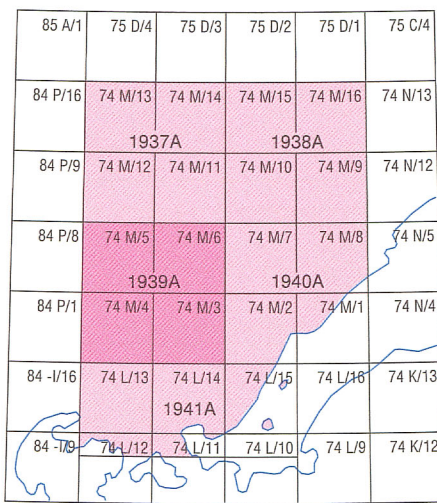 85 A/1 75 D/4 75 D/3 75 D/2 75 D/1 75 C/4
84 P/16 74 M/13 74 M/14 74 M/15 74 M/16 74 N/13
1937A 1938A
84 P/9 74 M/12 74 M/11 74 M/10 74 M/9 74 N/12
84 P/8 74 M/5 74 M/6 74 M/7 74 M/8 74 N/5
1939A 1940A
84 P/1 74 M/4 74 M/3 74 M/2 74 M/1 74 N/4
84 -I/16 74 L/13 74 L/14 74 L/15 74 L/16 74 K/13
1941A
84 -I/9 74 L/12 74 L/11 74 L/10 74 L/9 74 K/12